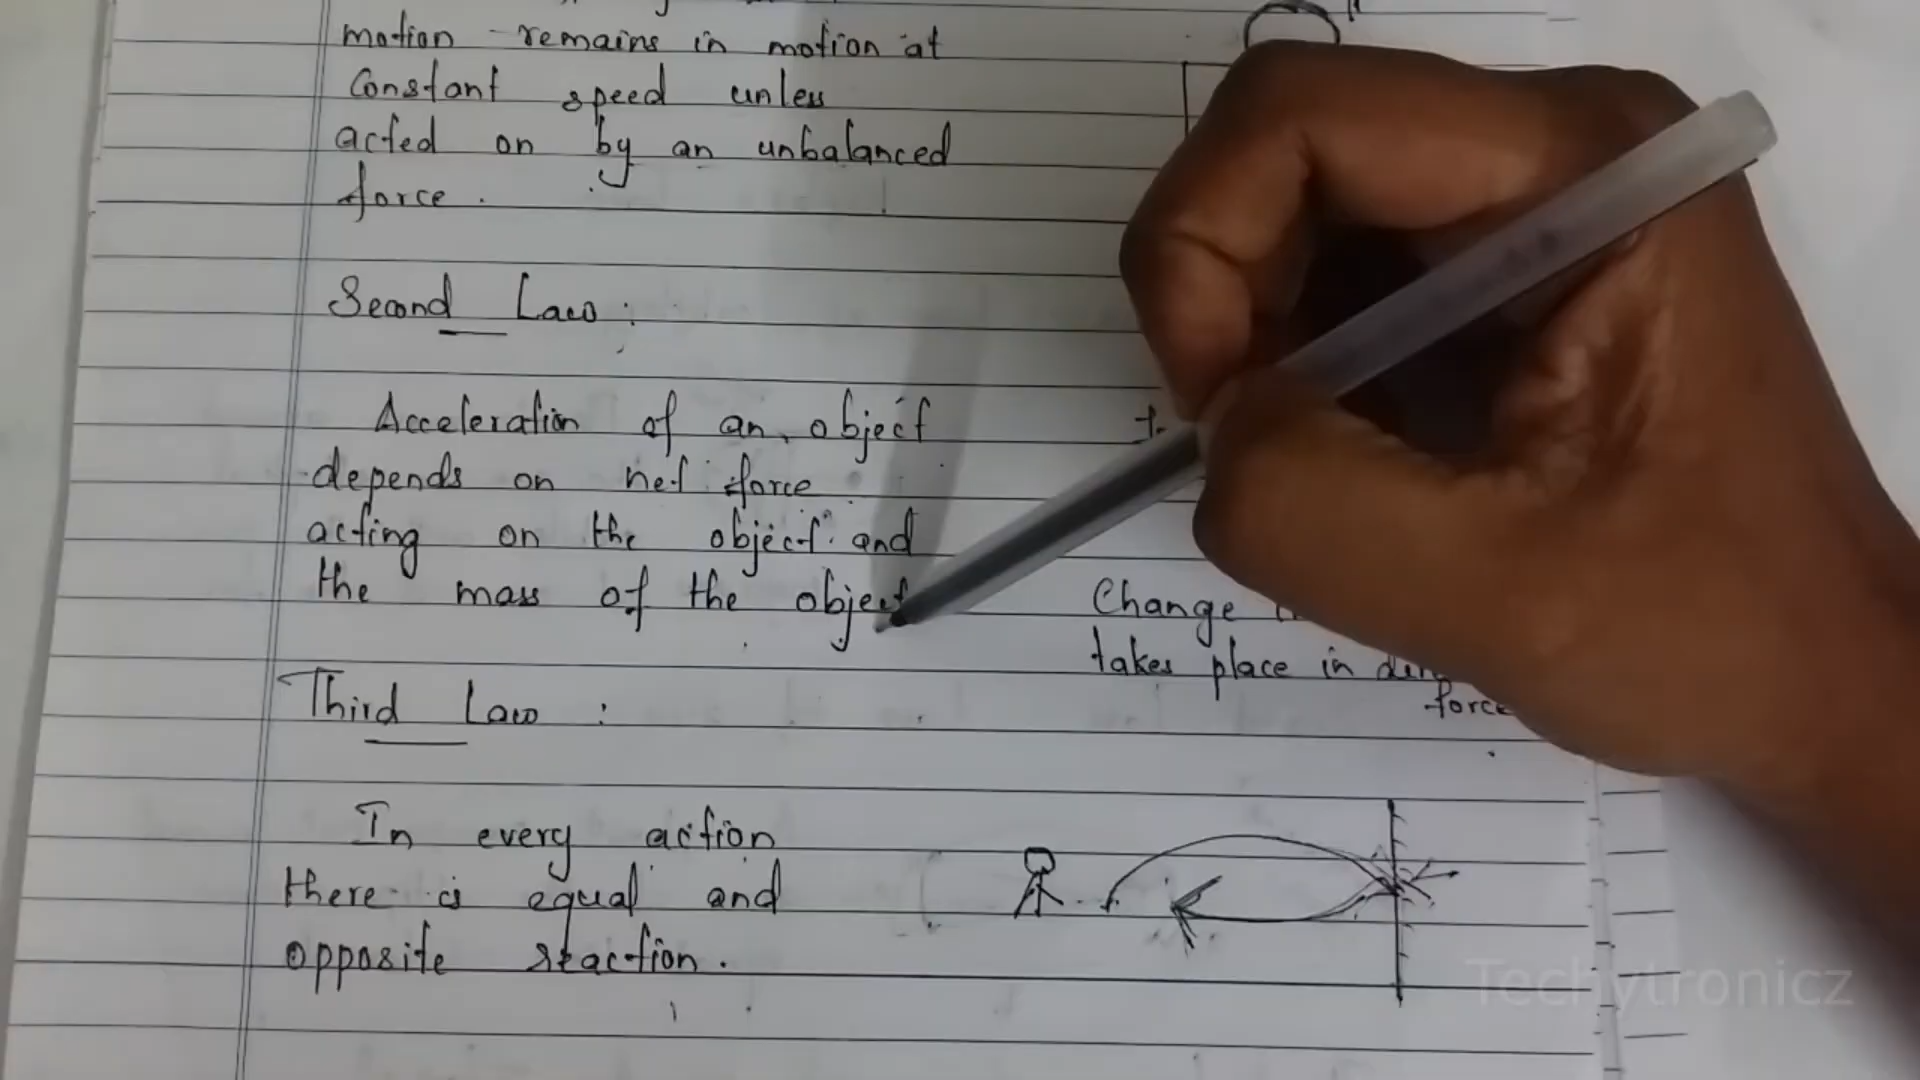 motion remains in motion at
constant speed unless
acted on by an unbalanced
force.
Second Law:
Acceleration of an object
depends on net force
acting on the object and
the mass of the object
Change
takes place in
force
Third Law :
In every action
there is equal and
opposite reaction.
Techytronicz